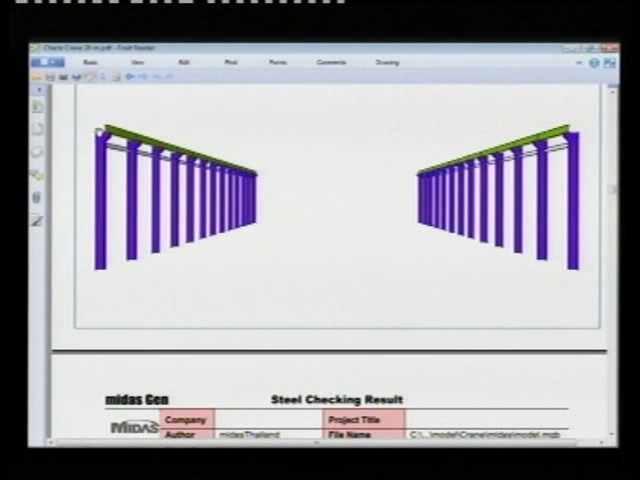 Check Crane 20 m.pdf - Foxit Reader
Basic View Edit Find Forms Comments Drawing
midas Gen Steel Checking Result
MIDAS Company Project Title
Author midasThailand File Name C:\...\model\Crane\midas\model.mgb